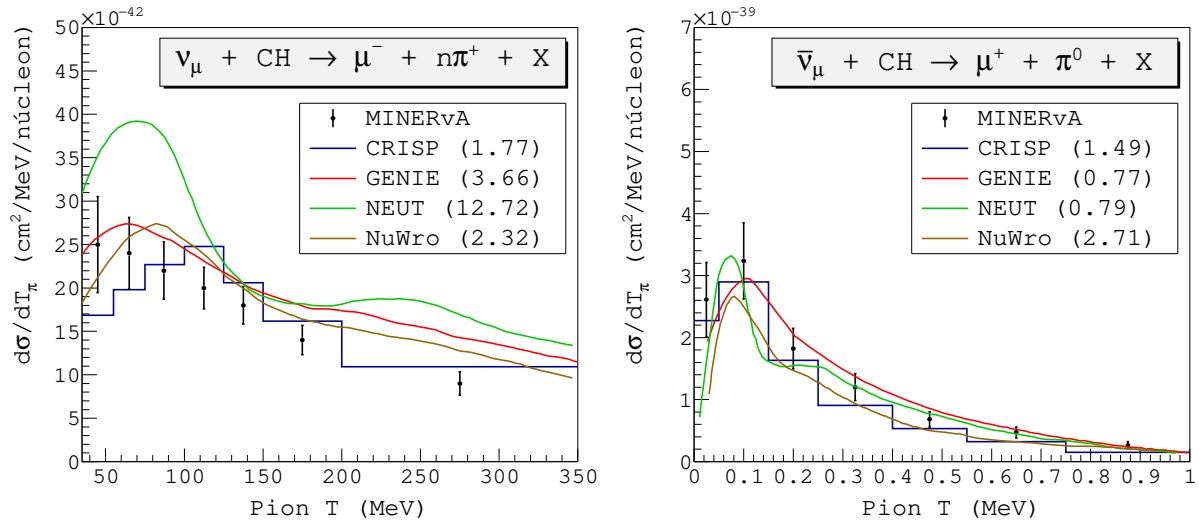 ×10⁻⁴²
νμ + CH → μ⁻ + nπ⁺ + X
MINERvA
CRISP (1.77)
GENIE (3.66)
NEUT (12.72)
NuWro (2.32)
dσ/dTπ (cm²/MeV/núcleon)
50
45
40
35
30
25
20
15
10
5
0
50 100 150 200 250 300 350
Pion T (MeV)
×10⁻³⁹
ν̅μ + CH → μ⁺ + π⁰ + X
MINERvA
CRISP (1.49)
GENIE (0.77)
NEUT (0.79)
NuWro (2.71)
dσ/dTπ (cm²/MeV/núcleon)
7
6
5
4
3
2
1
0
0 0.1 0.2 0.3 0.4 0.5 0.6 0.7 0.8 0.9 1
Pion T (MeV)